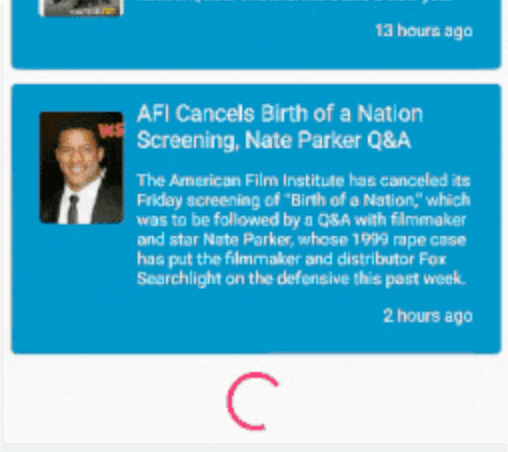 13 hours ago
AFI Cancels Birth of a Nation
Screening, Nate Parker Q&A
The American Film Institute has canceled its
Friday screening of "Birth of a Nation," which
was to be followed by a Q&A with filmmaker
and star Nate Parker, whose 1999 rape case
has put the filmmaker and distributor Fox
Searchlight on the defensive this past week.
2 hours ago